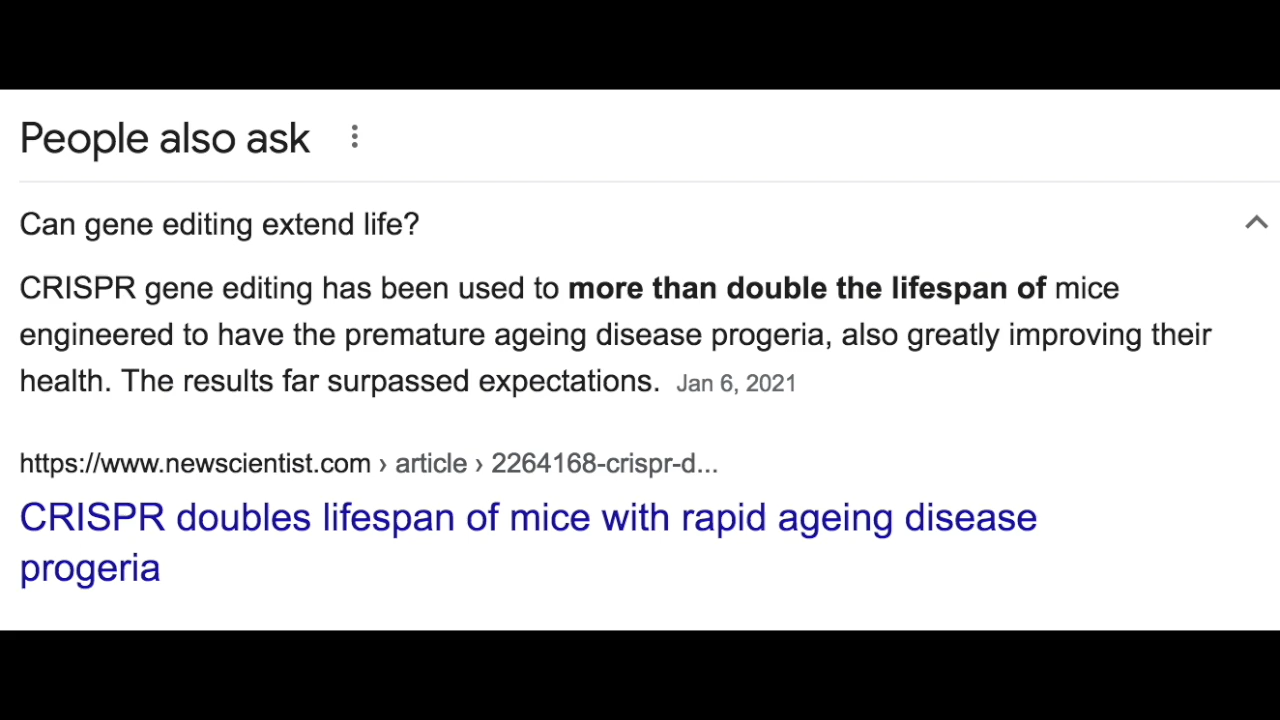 People also ask
Can gene editing extend life?
CRISPR gene editing has been used to more than double the lifespan of mice
engineered to have the premature ageing disease progeria, also greatly improving their
health. The results far surpassed expectations. Jan 6, 2021
https://www.newscientist.com › article › 2264168-crispr-d...
CRISPR doubles lifespan of mice with rapid ageing disease
progeria